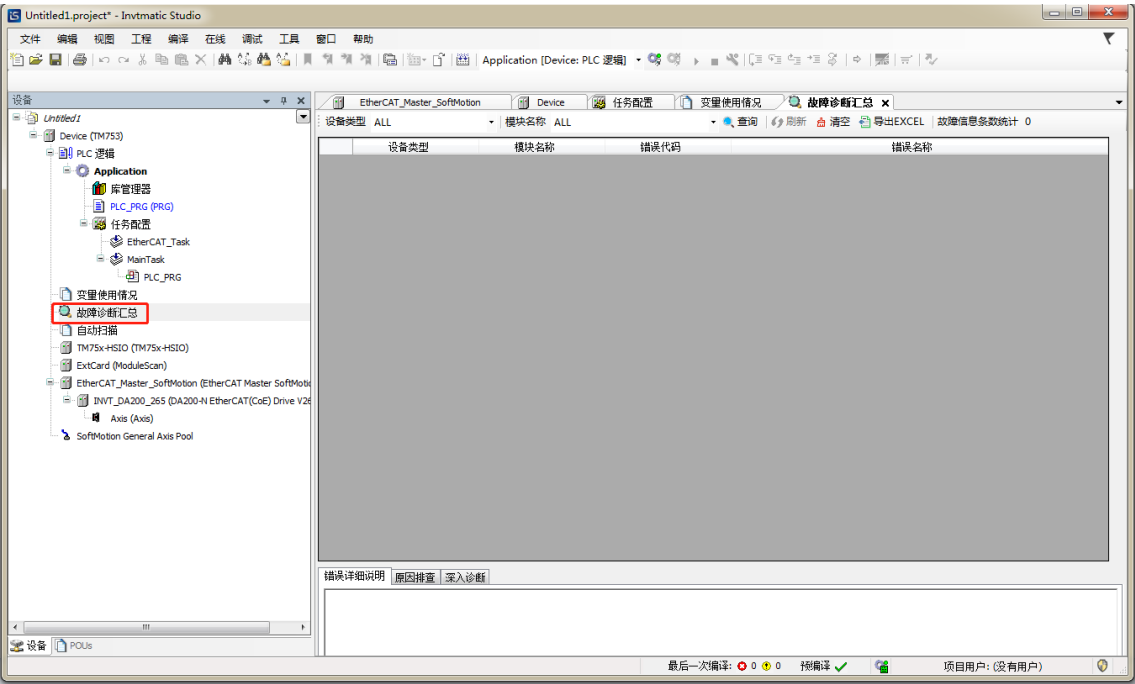 Untitled1.project* - Invtmatic Studio
文件 编辑 视图 工程 编译 在线 调试 工具 窗口 帮助
Application [Device: PLC 逻辑]
设备
Untitled1
Device (TM753)
PLC 逻辑
Application
库管理器
PLC_PRG (PRG)
任务配置
EtherCAT_Task
MainTask
PLC_PRG
变量使用情况
故障诊断汇总
自动扫描
TM75x-HSIO (TM75x-HSIO)
ExtCard (ModuleScan)
EtherCAT_Master_SoftMotion (EtherCAT Master SoftMotio
INVT_DA200_265 (DA200-N EtherCAT(CoE) Drive V26
Axis (Axis)
SoftMotion General Axis Pool
设备 POUs
EtherCAT_Master_SoftMotion Device 任务配置 变量使用情况 故障诊断汇总
设备类型 ALL 模块名称 ALL 查询 刷新 清空 导出EXCEL 故障信息条数统计 0
设备类型 模块名称 错误代码 错误名称
错误详细说明 原因排查 深入诊断
最后一次编译: 0 0 预编译 项目用户: (没有用户)